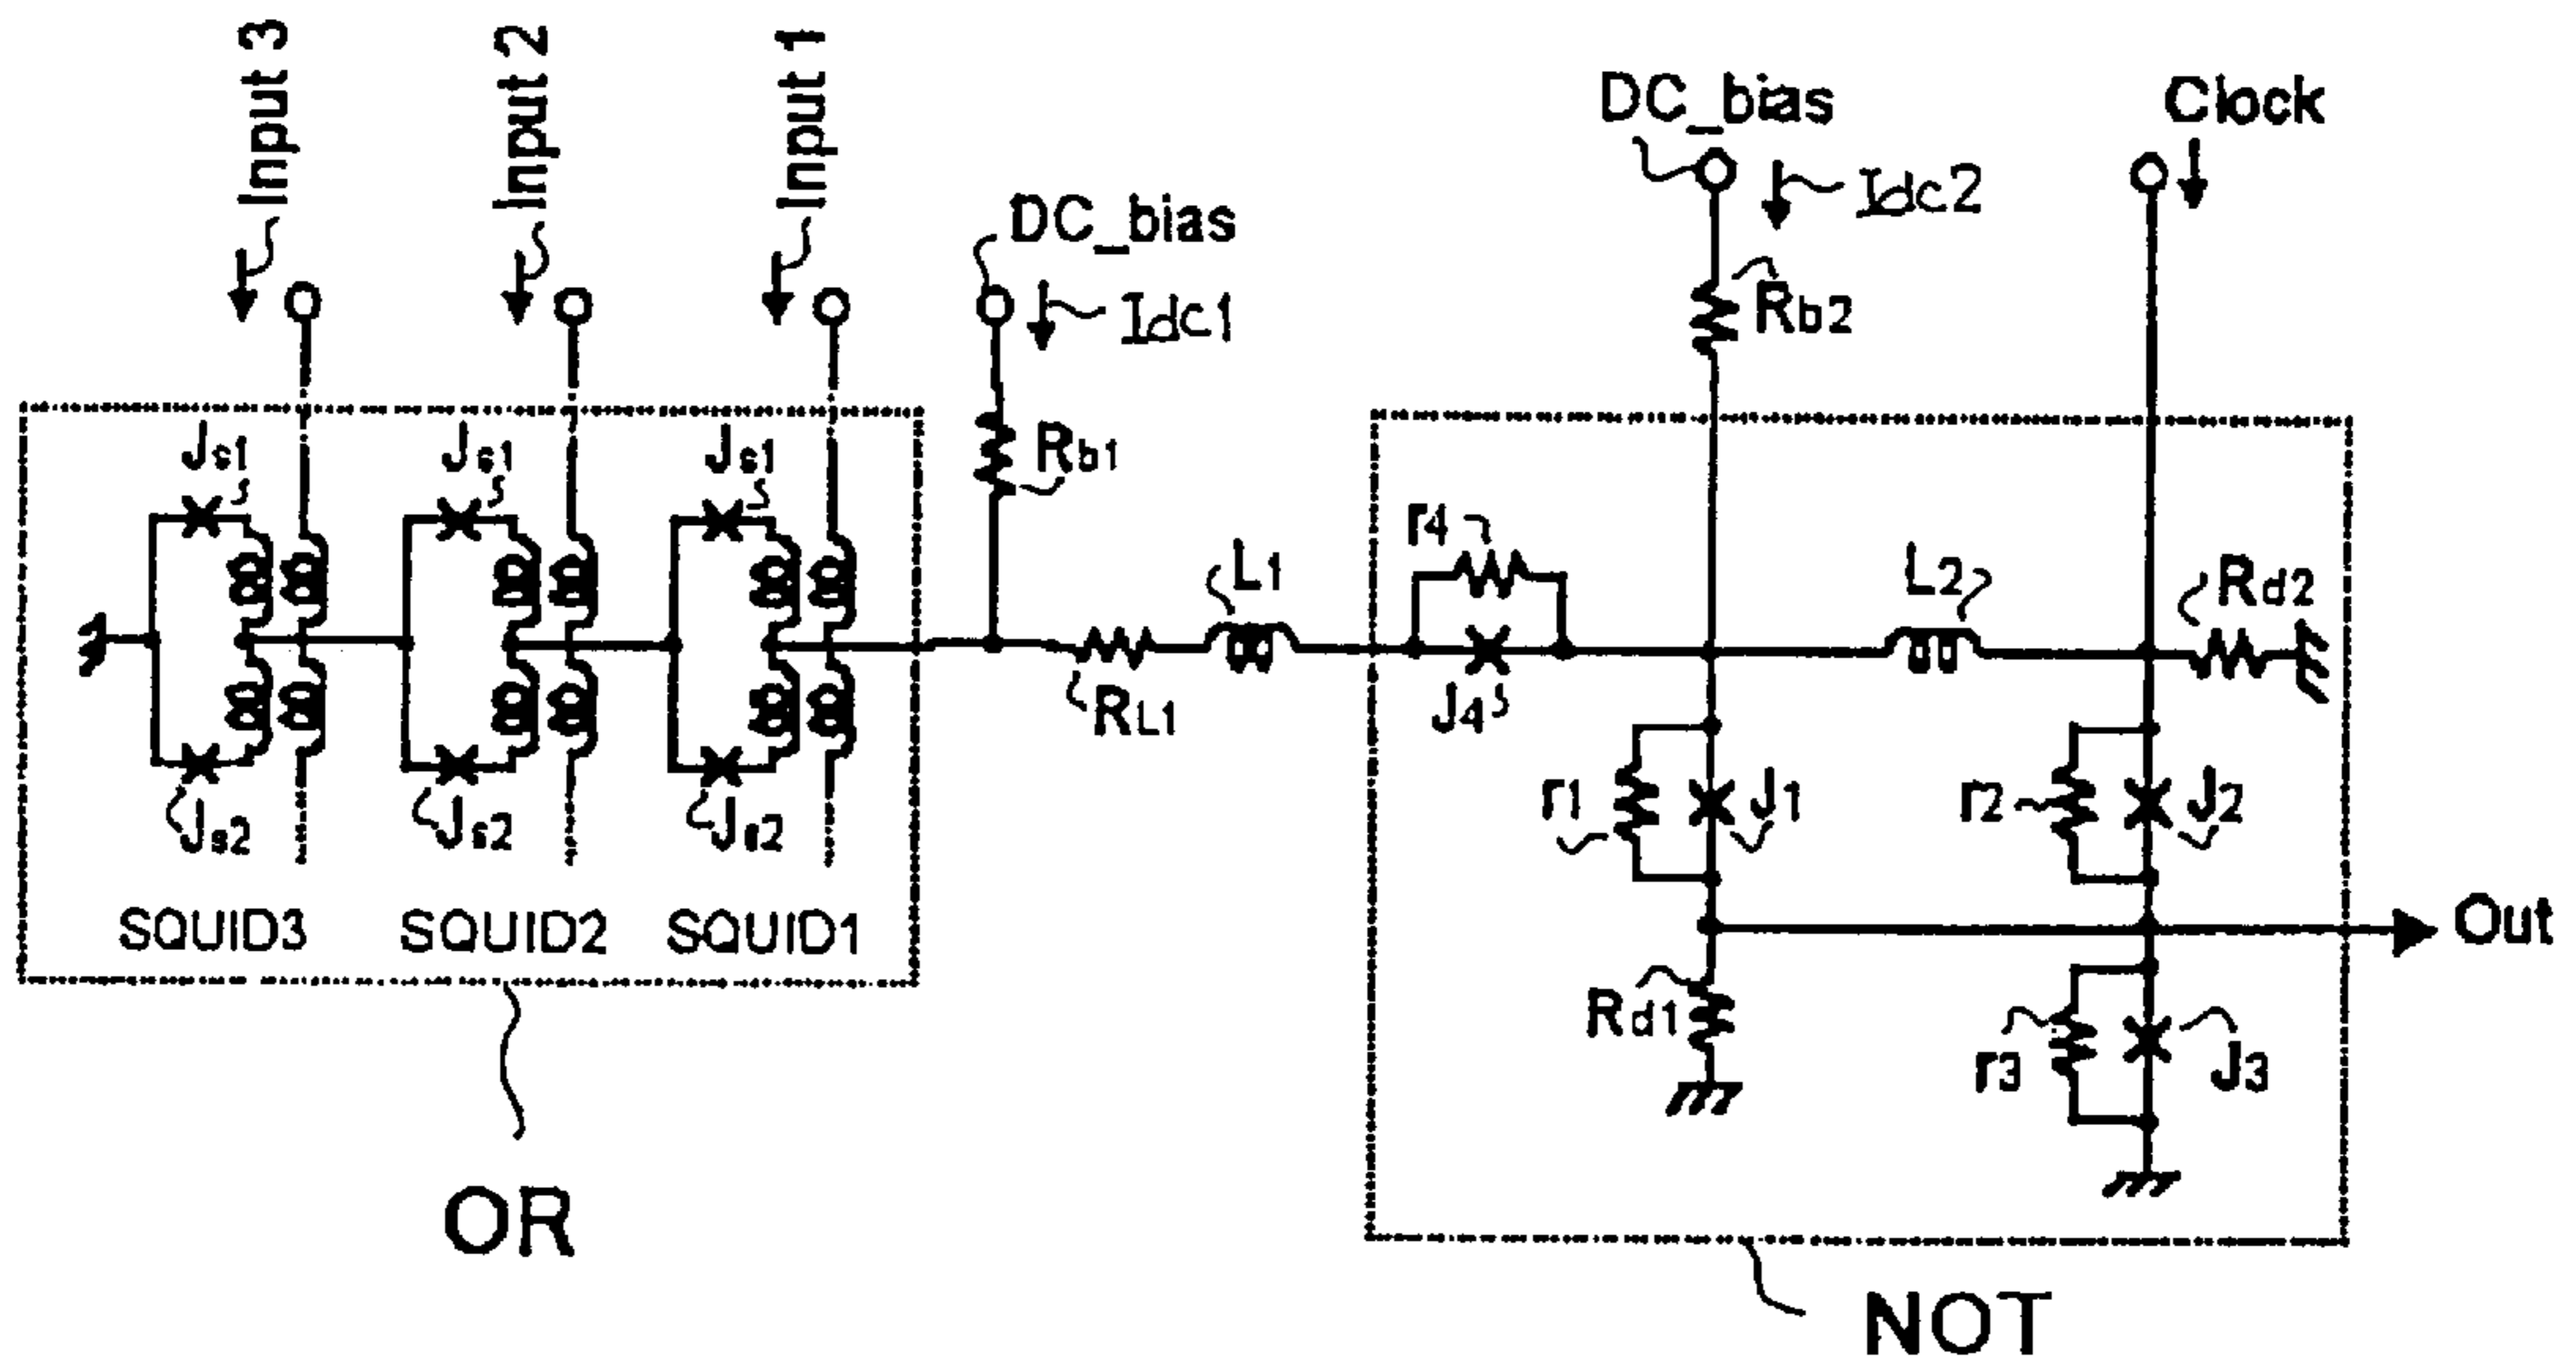 Input 3
Input 2
Input 1
DC_bias
Idc1
DC_bias
Idc2
Clock
Js1
Js1
Js1
Rb1
Rb2
r4
L1
L2
Rd2
RL1
J4
r1
J1
r2
J2
Js2
Js2
Js2
SQUID3
SQUID2
SQUID1
Out
Rd1
r3
J3
OR
NOT